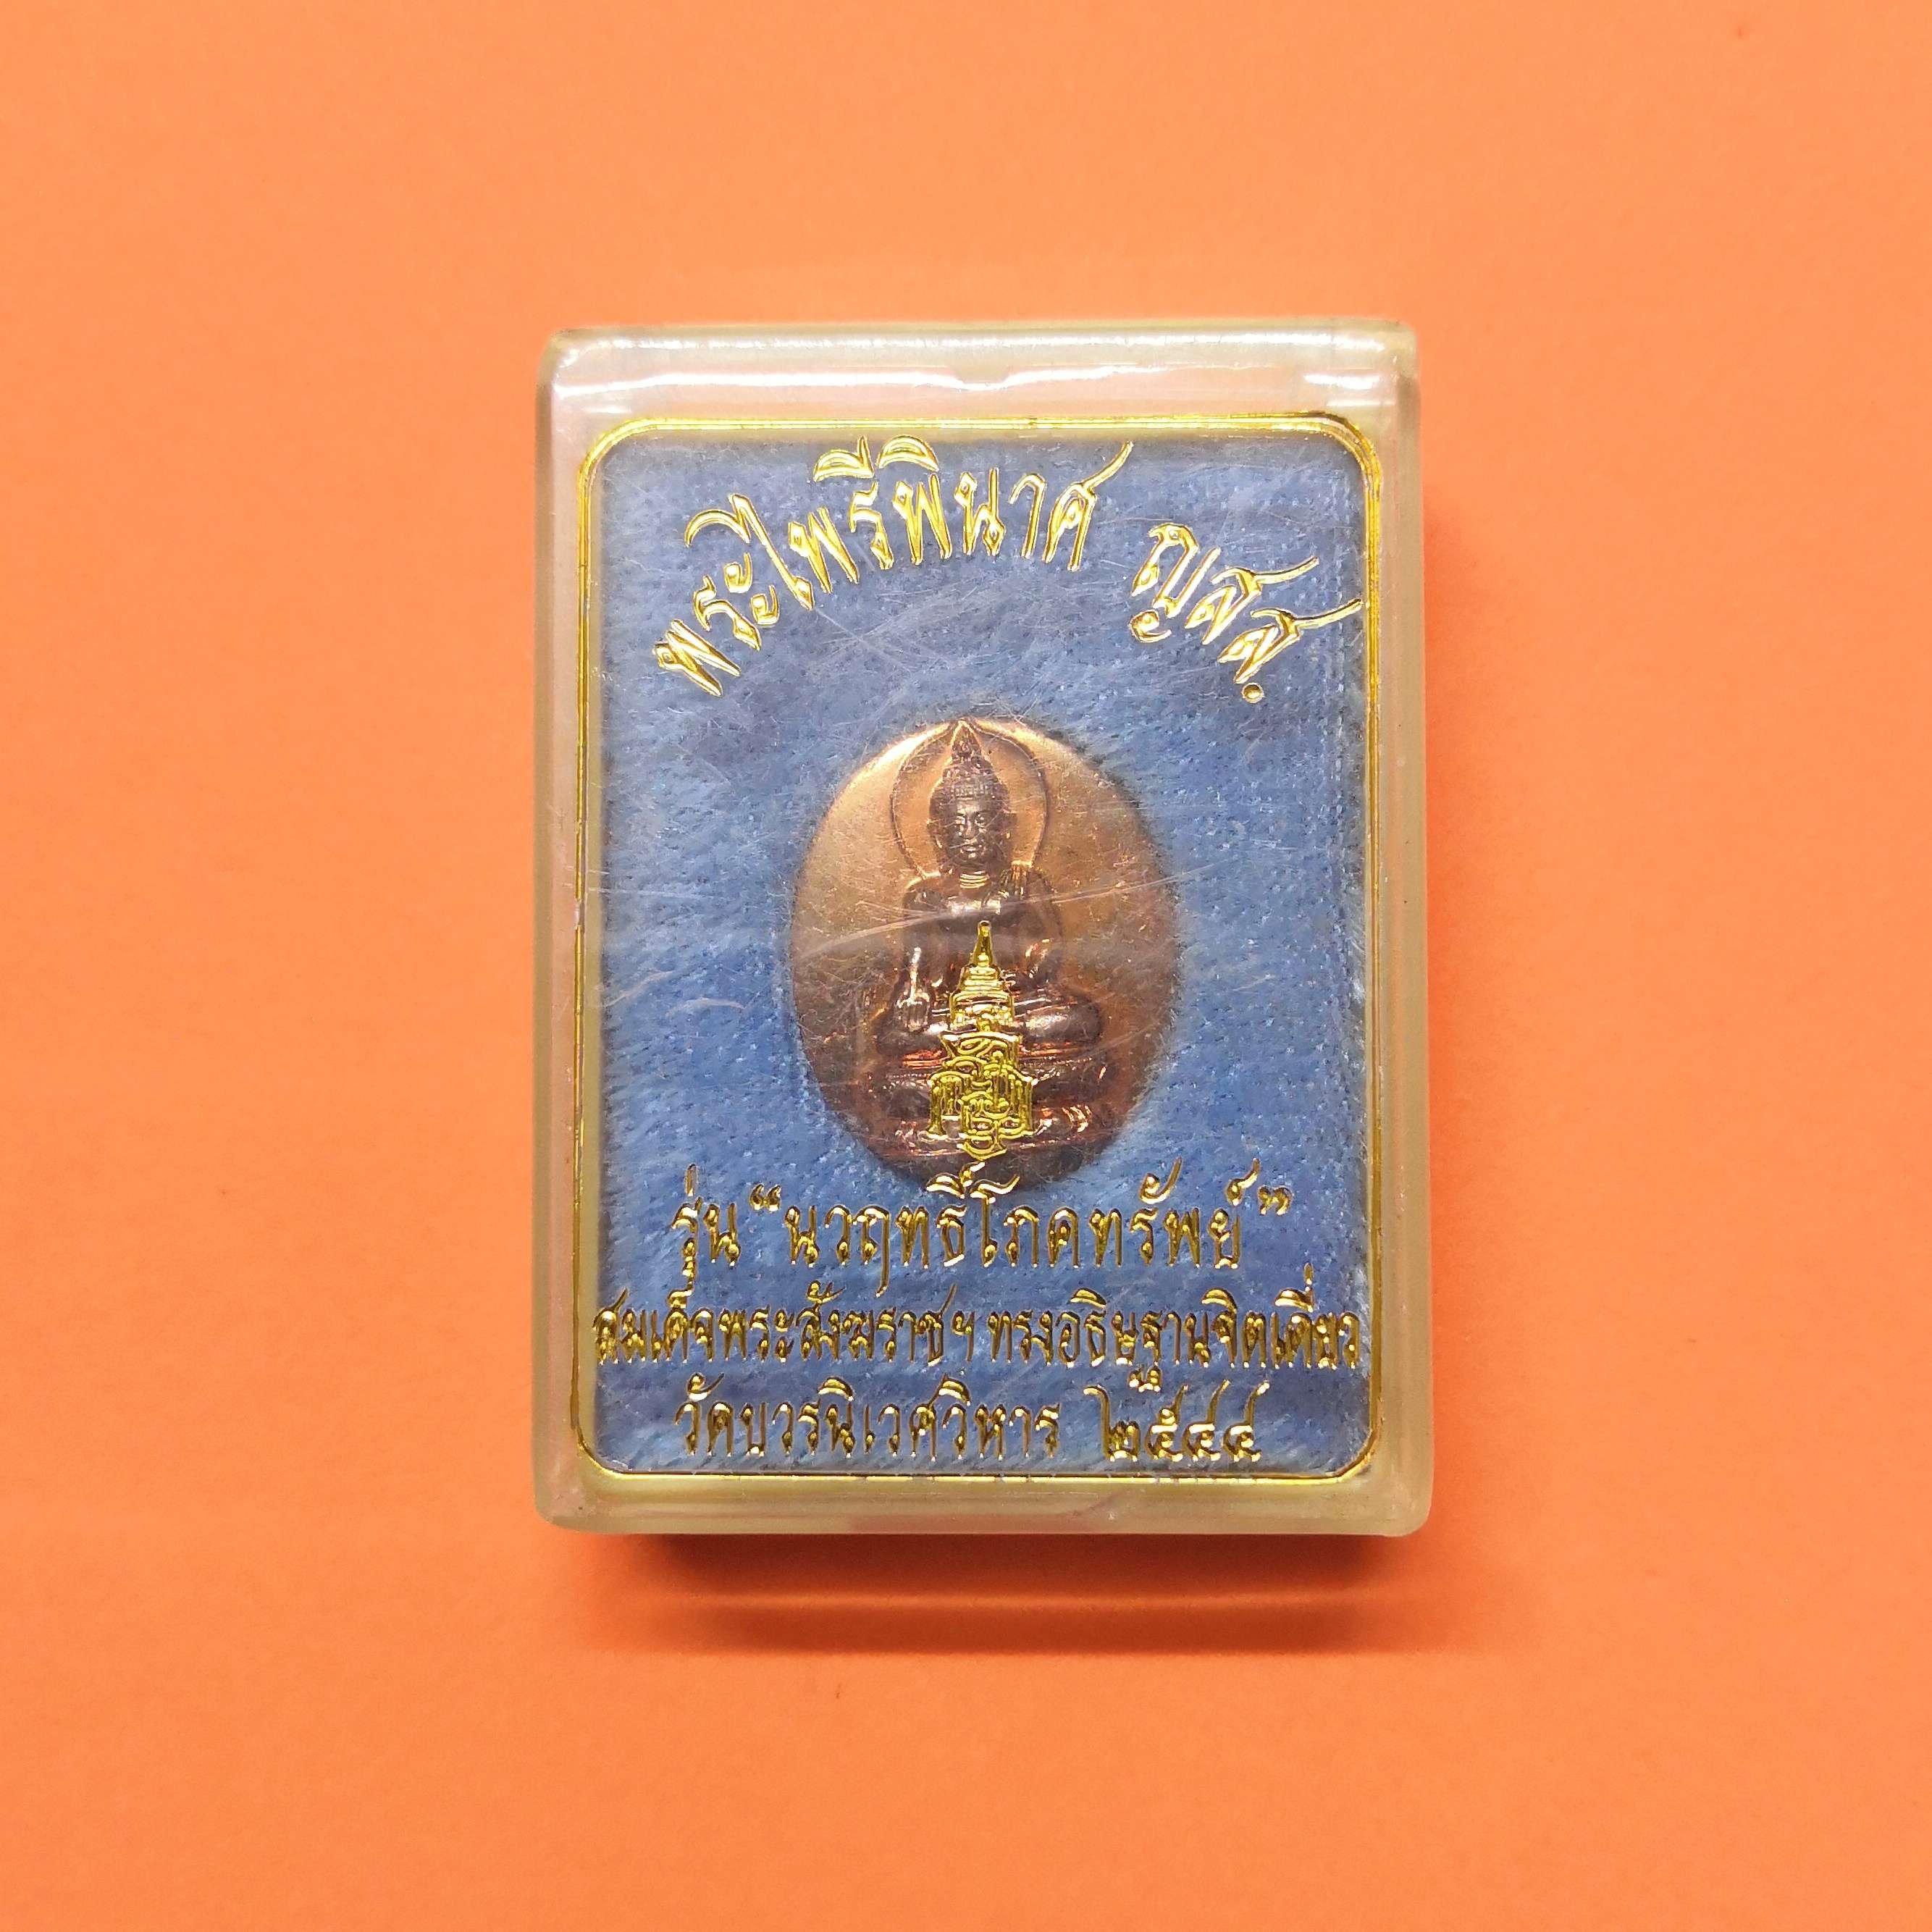 พระไพรีพินาศ ญสส.
รุ่น "นวฤทธิ์โภคทรัพย์"
สมเด็จพระสังฆราชฯ ทรงอธิษฐานจิตเดี่ยว
วัดบวรนิเวศวิหาร ๒๕๔๔